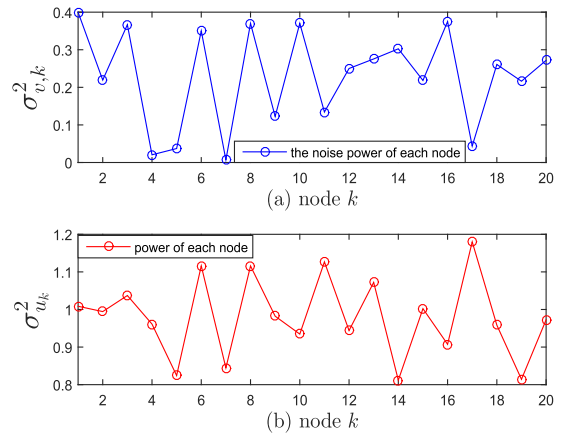 0.4
0.3
0.2
0.1
0
σ²v,k
the noise power of each node
2 4 6 8 10 12 14 16 18 20
(a) node k
1.2
1.1
1
0.9
0.8
σ²uk
power of each node
2 4 6 8 10 12 14 16 18 20
(b) node k